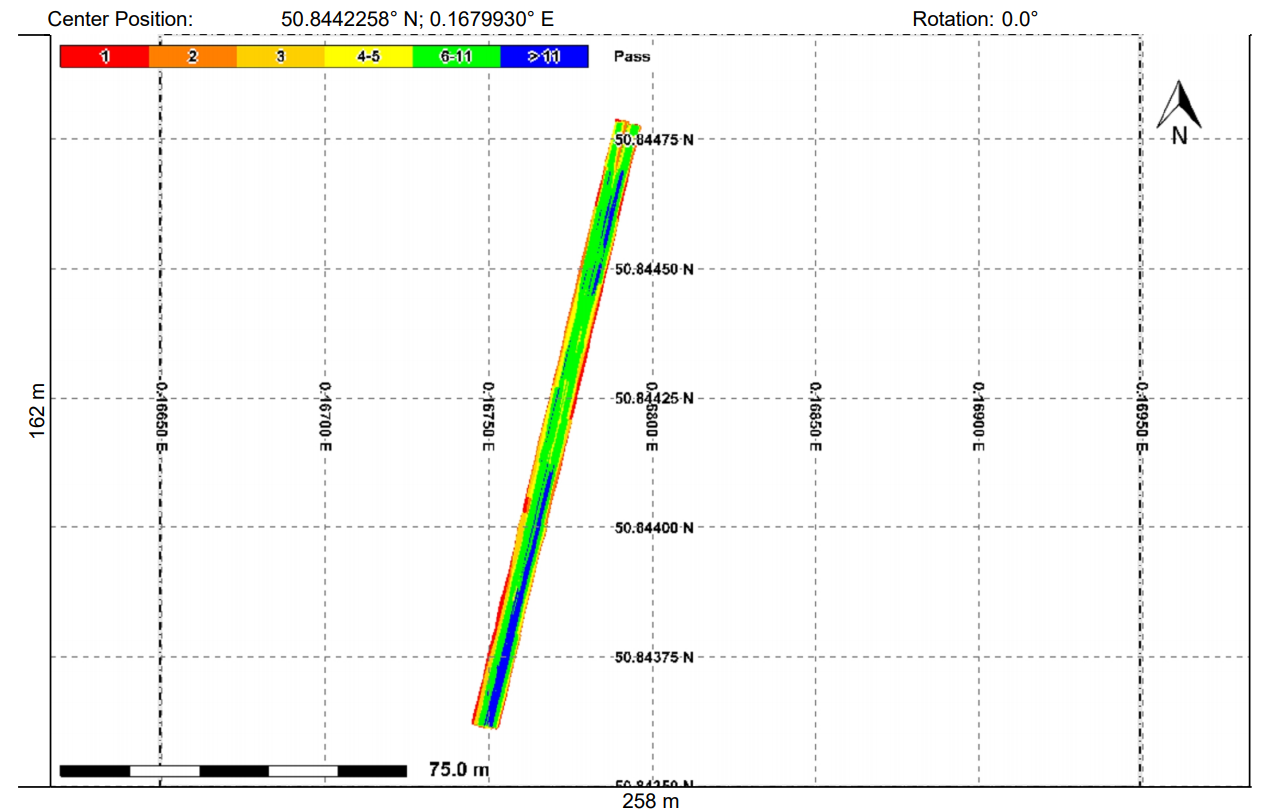 Center Position: 50.8442258° N; 0.1679930° E Rotation: 0.0°
1 2 3 4-5 6-11 >11 Pass
N
50.84475 N
50.84450 N
162 m
0.16650 E 0.16700 E 0.16750 E 50.84425 N 0.16800 E 0.16850 E 0.16900 E 0.16950 E
50.84400 N
50.84375 N
75.0 m
50.84350 N
258 m